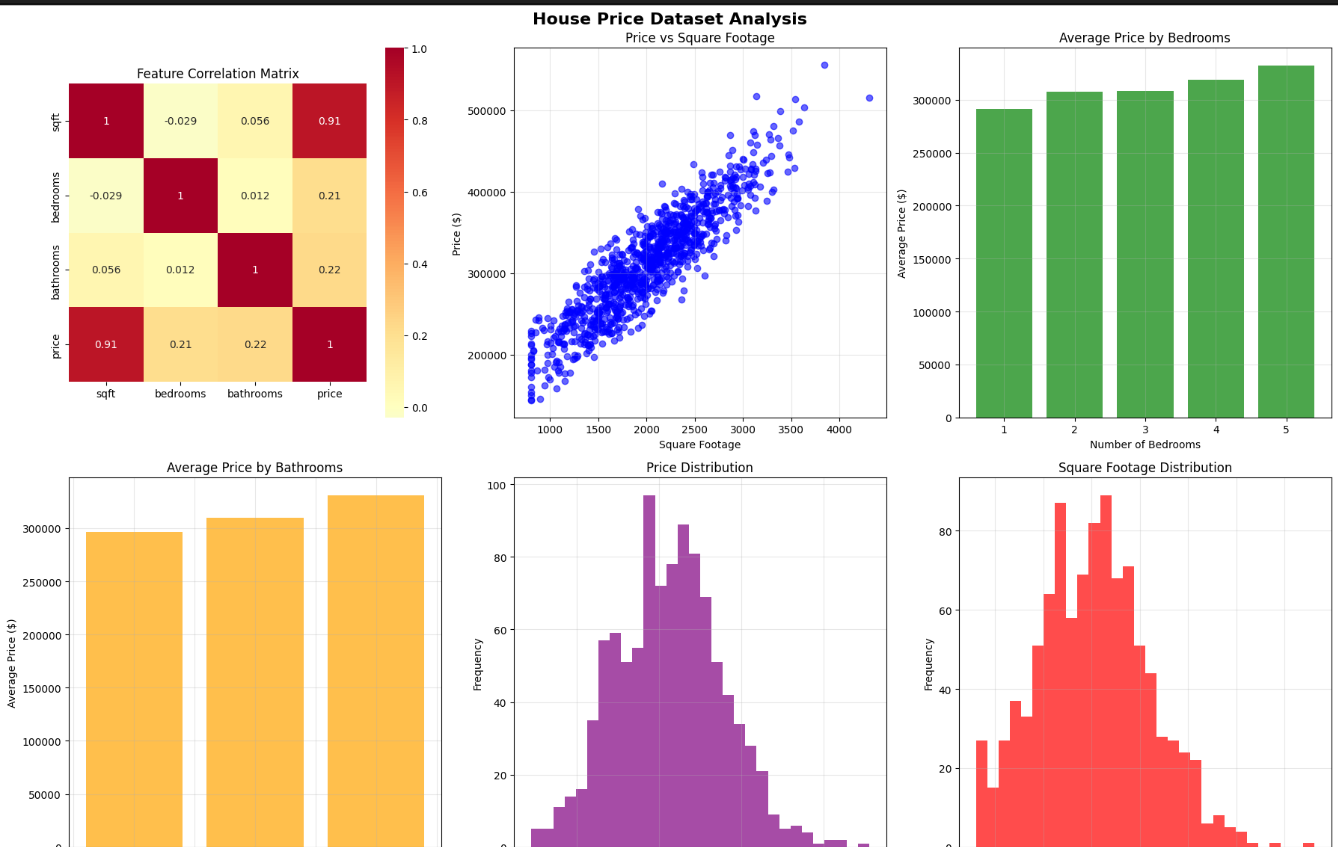 House Price Dataset Analysis
Feature Correlation Matrix
sqft 1 -0.029 0.056 0.91
bedrooms -0.029 1 0.012 0.21
bathrooms 0.056 0.012 1 0.22
price 0.91 0.21 0.22 1
sqft bedrooms bathrooms price
1.0
0.8
0.6
0.4
0.2
0.0
Price vs Square Footage
Price ($)
500000
400000
300000
200000
1000 1500 2000 2500 3000 3500 4000
Square Footage
Average Price by Bedrooms
Average Price ($)
300000
250000
200000
150000
100000
50000
0
1 2 3 4 5
Number of Bedrooms
Average Price by Bathrooms
Average Price ($)
300000
250000
200000
150000
100000
50000
Price Distribution
Frequency
100
80
60
40
20
Square Footage Distribution
Frequency
80
60
40
20